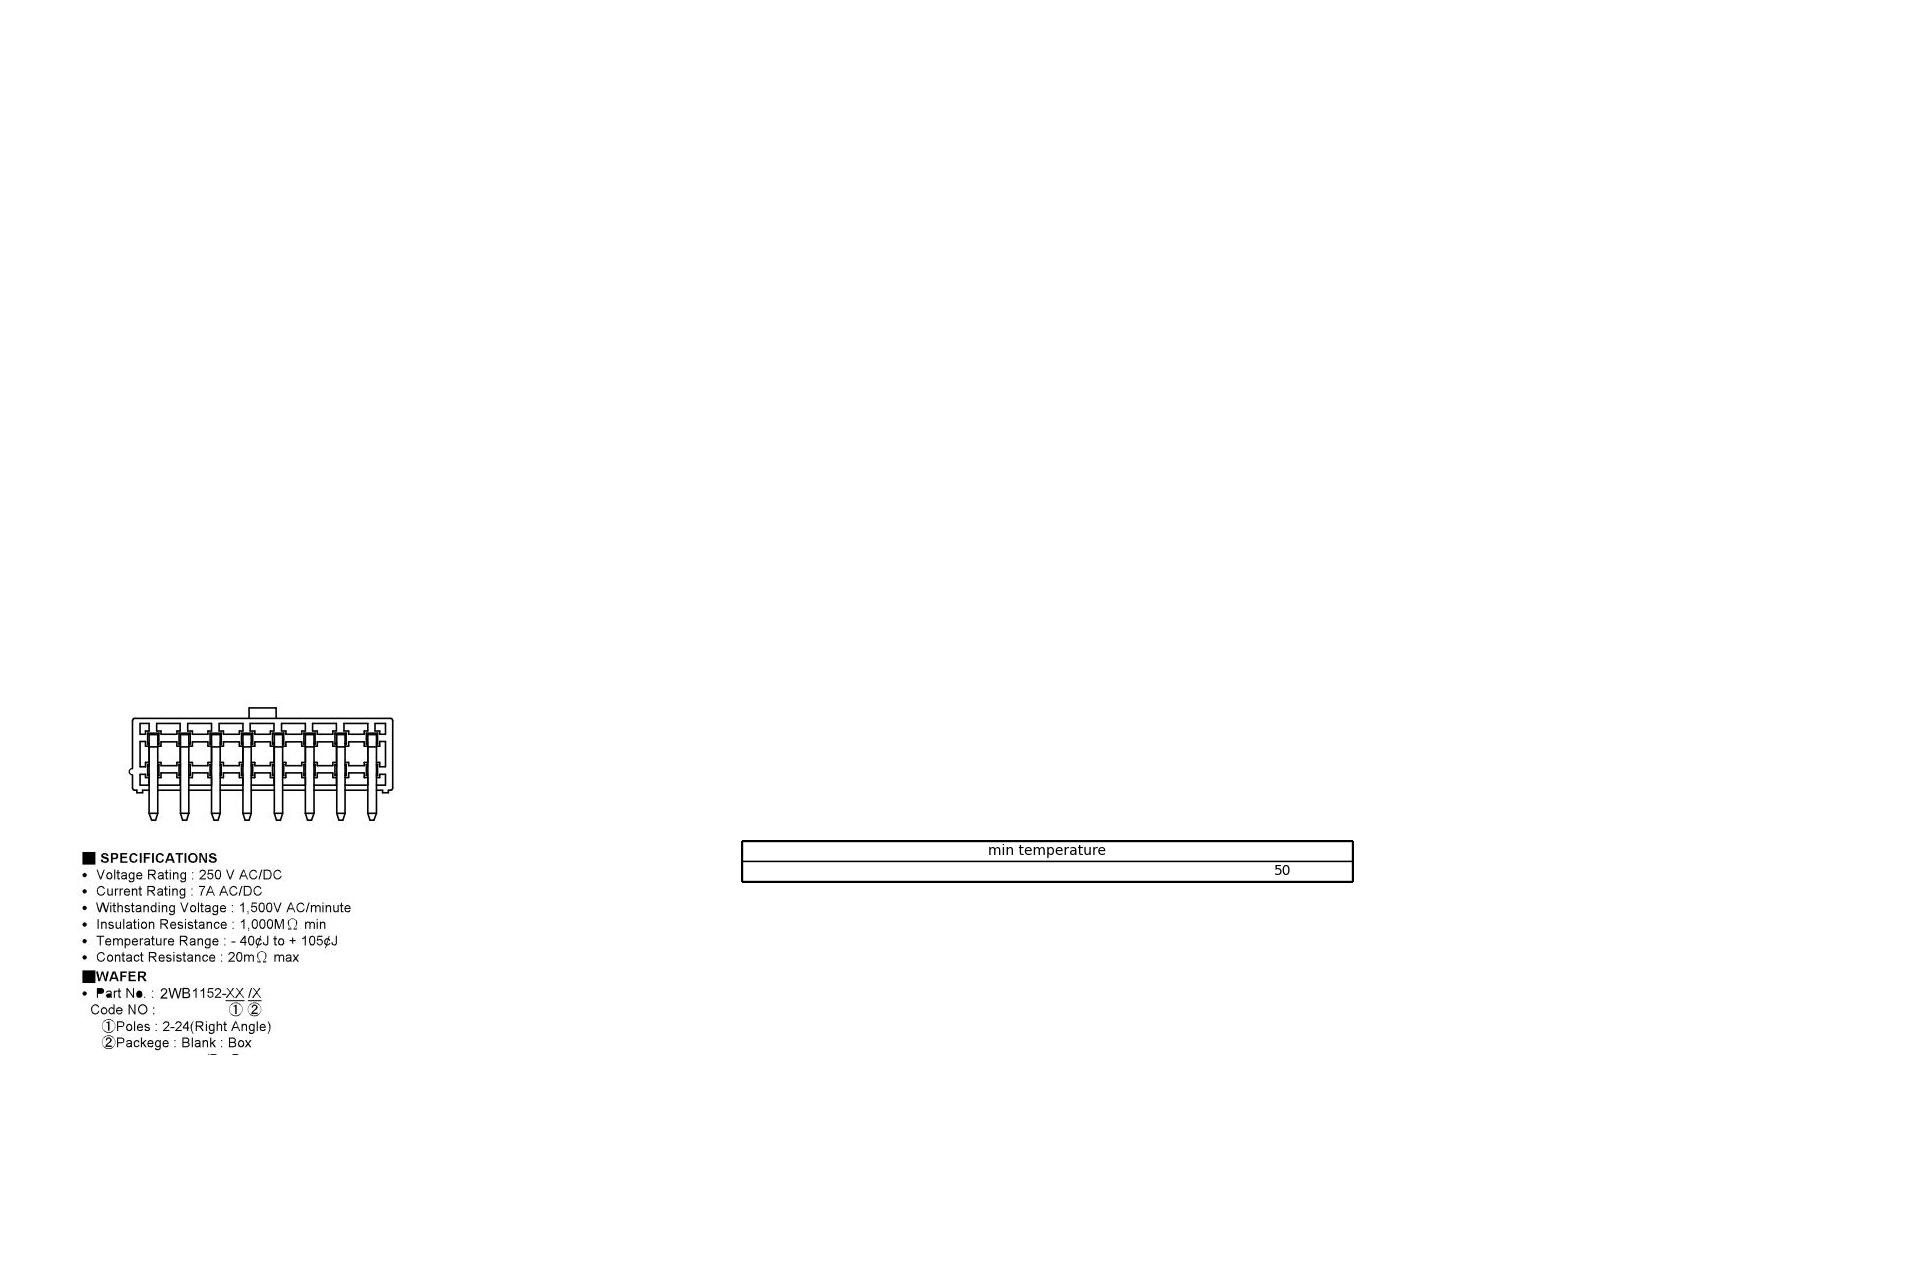 ■ SPECIFICATIONS
• Voltage Rating : 250 V AC/DC
• Current Rating : 7A AC/DC
• Withstanding Voltage : 1,500V AC/minute
• Insulation Resistance : 1,000MΩ min
• Temperature Range : - 40¢J to + 105¢J
• Contact Resistance : 20mΩ max
■WAFER
• Part No. : 2WB1152-XX /X
Code NO : ① ②
①Poles : 2-24(Right Angle)
②Packege : Blank : Box
min temperature
50